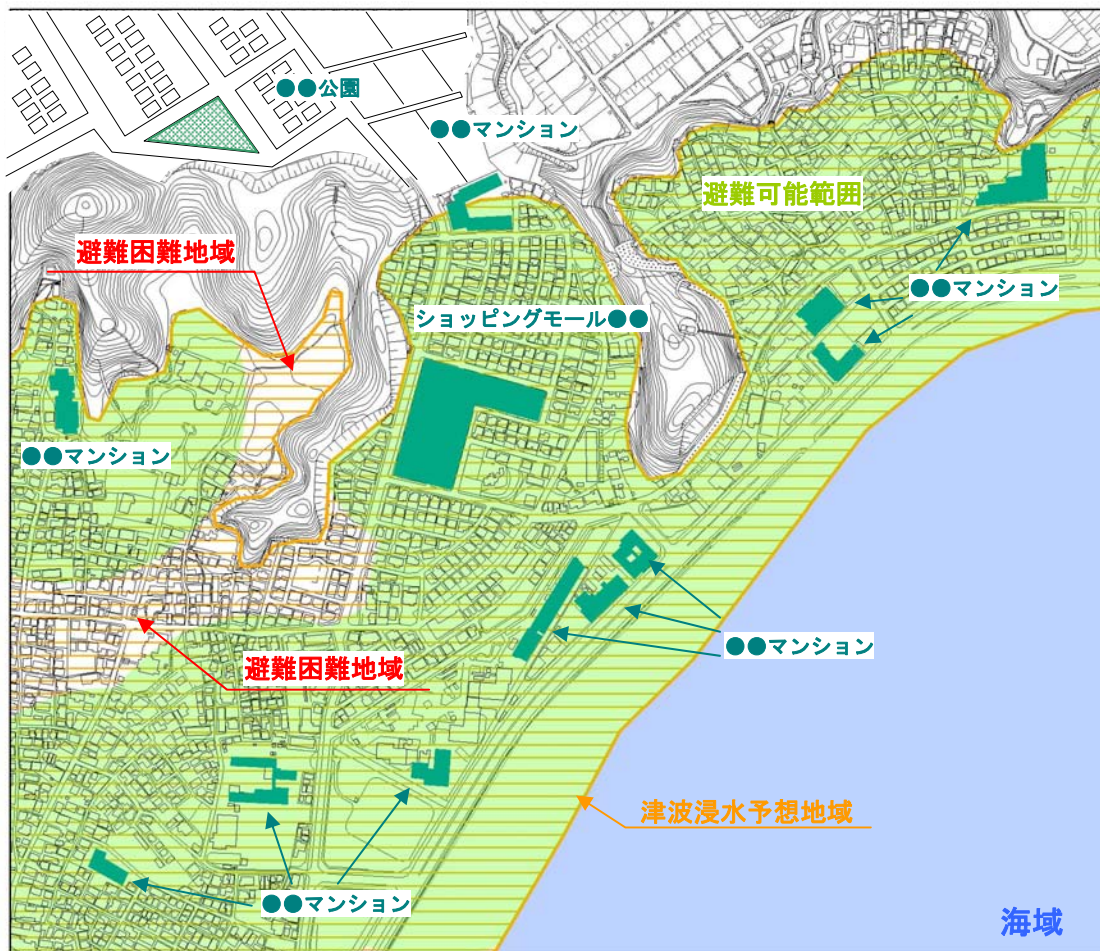 ●●公園
●●マンション
避難可能範囲
避難困難地域
●●マンション
ショッピングモール●●
●●マンション
●●マンション
避難困難地域
津波浸水予想地域
●●マンション
海域